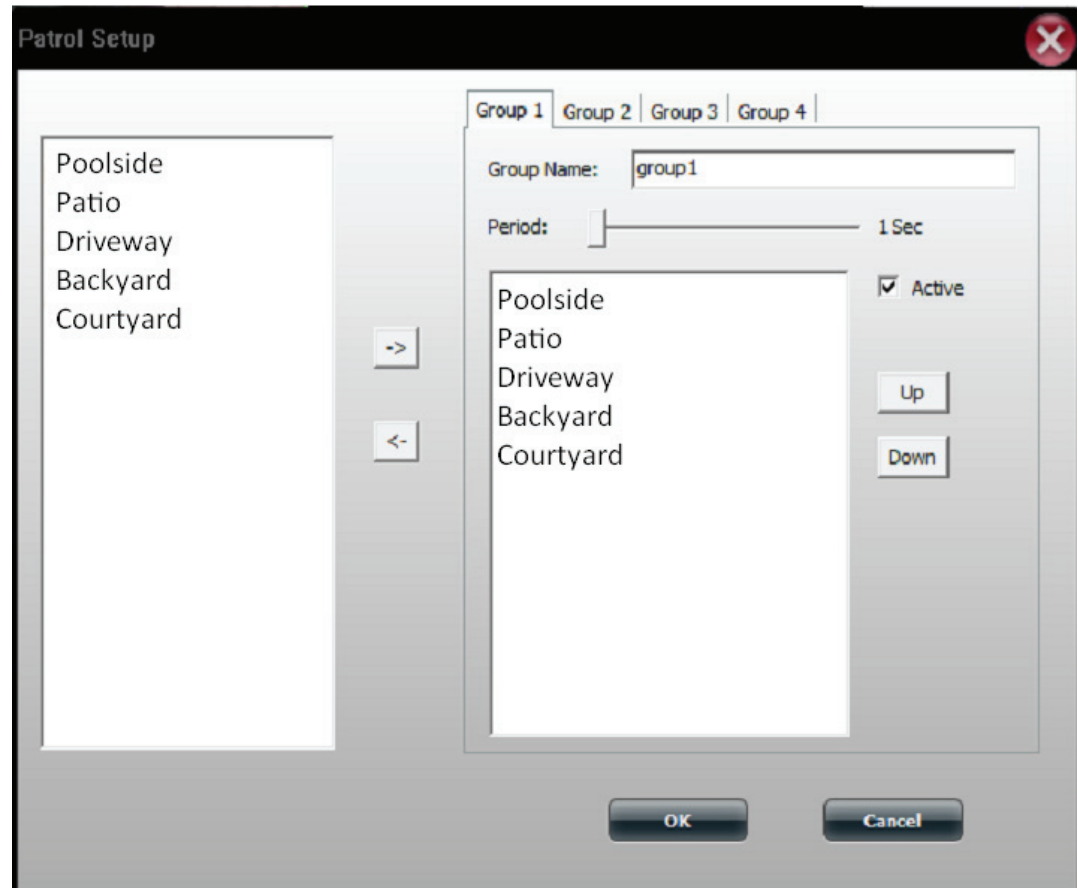 Patrol Setup
Poolside
Patio
Driveway
Backyard
Courtyard
->
<-
Group 1 Group 2 Group 3 Group 4
Group Name: group1
Period: 1 Sec
Poolside
Patio
Driveway
Backyard
Courtyard
Active
Up
Down
OK Cancel